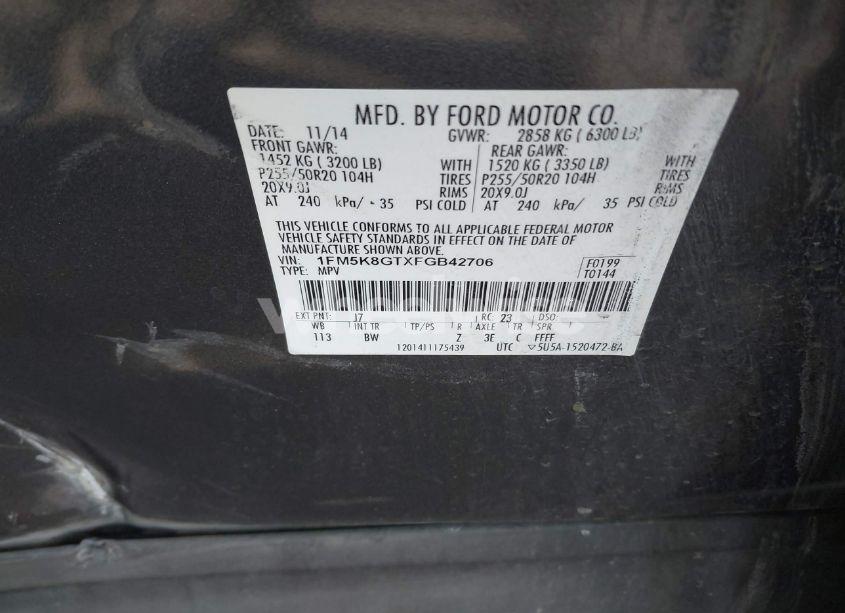 MFD. BY FORD MOTOR CO.
DATE: 11/14 GVWR: 2858 KG ( 6300 LB)
FRONT GAWR: REAR GAWR:
1452 KG ( 3200 LB) WITH 1520 KG ( 3350 LB) WITH
P255/50R20 104H TIRES P255/50R20 104H TIRES
20X9.0J RIMS 20X9.0J RIMS
AT 240 kPa/ 35 PSI COLD AT 240 kPa/ 35 PSI COLD
THIS VEHICLE CONFORMS TO ALL APPLICABLE FEDERAL MOTOR
VEHICLE SAFETY STANDARDS IN EFFECT ON THE DATE OF
MANUFACTURE SHOWN ABOVE.
VIN: 1FM5K8GTXFGB42706 F0199
TYPE: MPV T0144
EXT PNT: J7 RC: 23 DSO:
WB INT TR TP/PS R AXLE TR SPR
113 BW Z 3E C FFFF
1201411175439 UTC 5U5A-1520472-BA